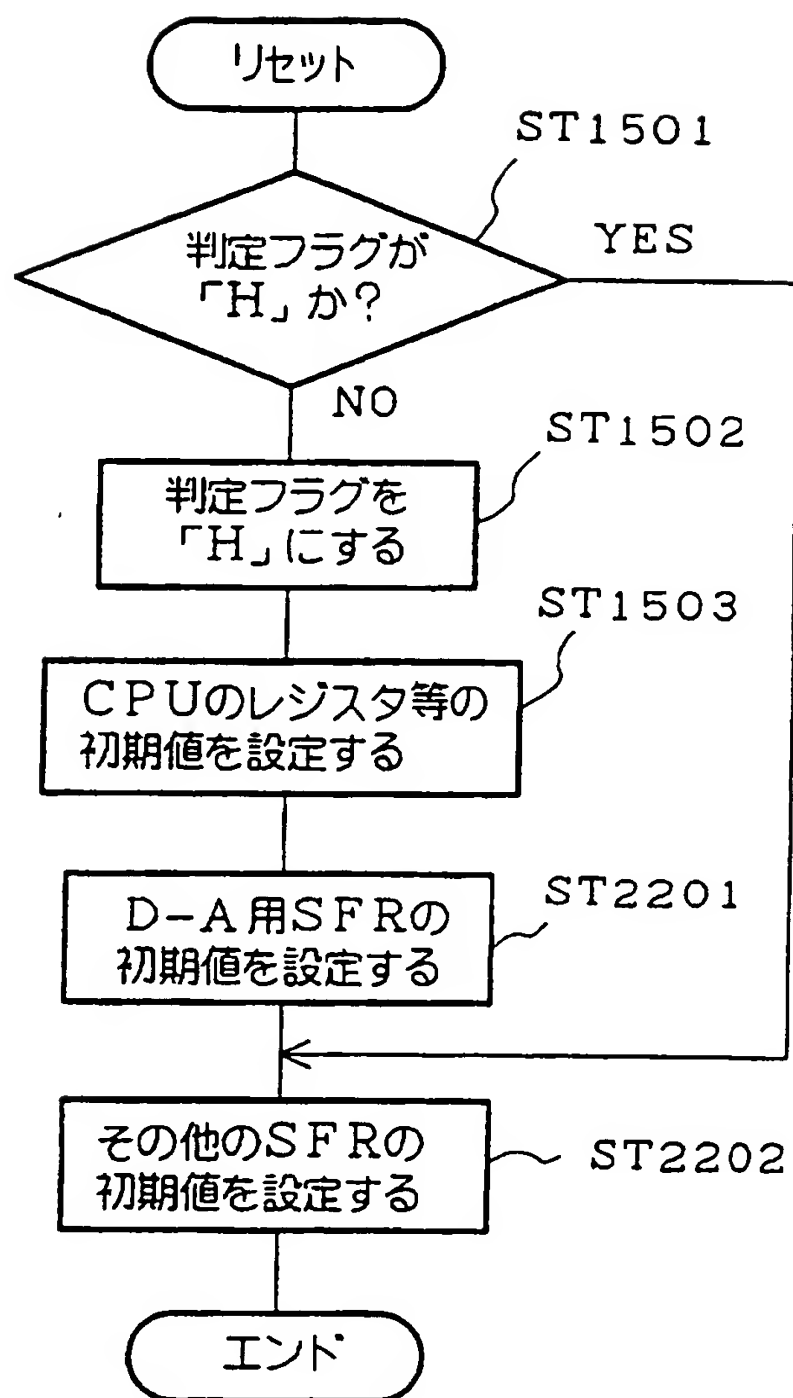 リセット
ST1501
判定フラグが
「H」か？
YES
NO
ST1502
判定フラグを
「H」にする
ST1503
CPUのレジスタ等の
初期値を設定する
ST2201
D-A用SFRの
初期値を設定する
その他のSFRの
初期値を設定する
ST2202
エンド